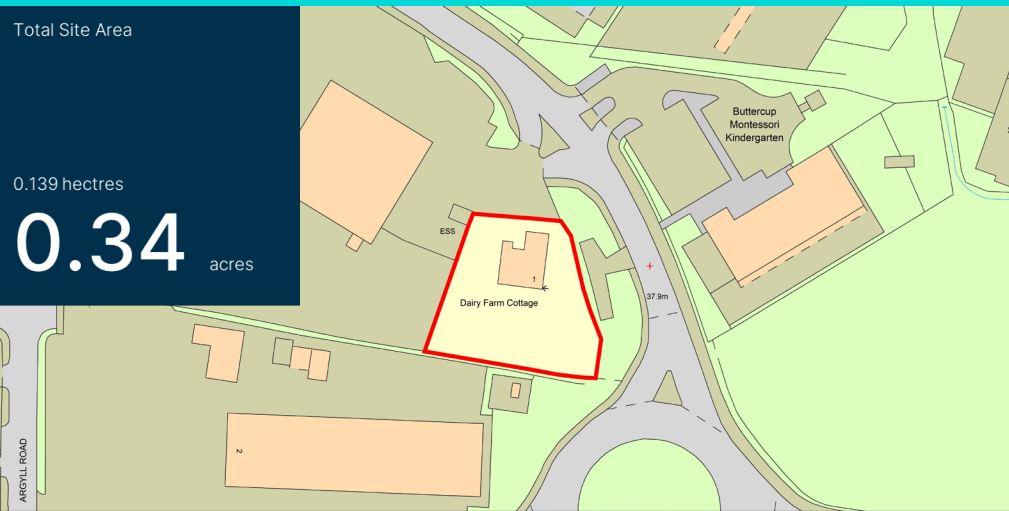 Total Site Area
0.139 hectres
0.34 acres
Buttercup
Montessori
Kindergarten
ESS
1
Dairy Farm Cottage
37.9m
2
ARGYLL ROAD